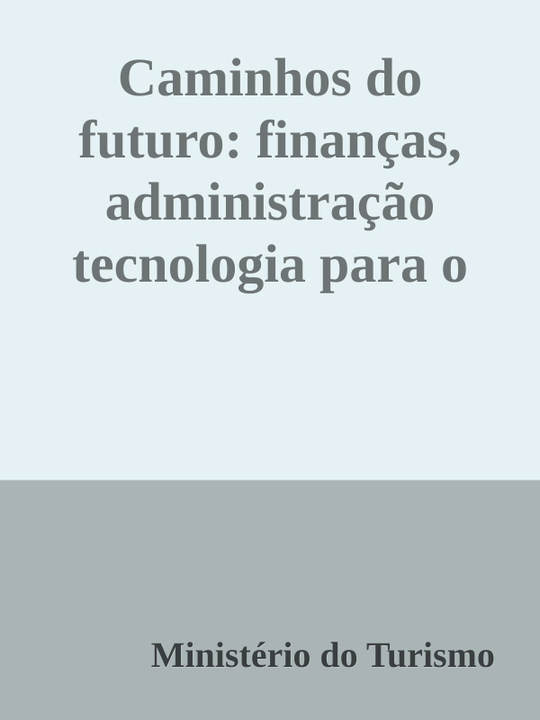 Caminhos do
futuro: finanças,
administração
tecnologia para o
Ministério do Turismo